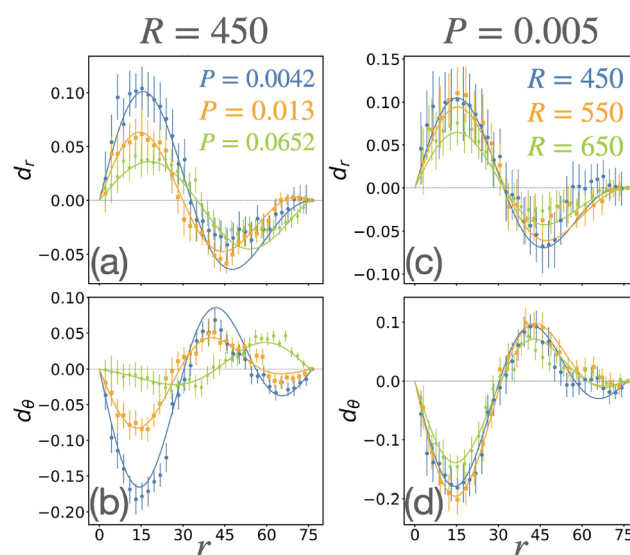 R = 450
P = 0.005
0.10
0.05
0.00
−0.05
d_r
P = 0.0042
P = 0.013
P = 0.0652
(a)
0.15
0.10
0.05
0.00
−0.05
−0.10
d_r
R = 450
R = 550
R = 650
(c)
0.10
0.05
0.00
−0.05
−0.10
−0.15
−0.20
d_θ
(b)
0 15 30 45 60 75
r
0.2
0.1
0.0
−0.1
−0.2
d_θ
(d)
0 15 30 45 60 75
r